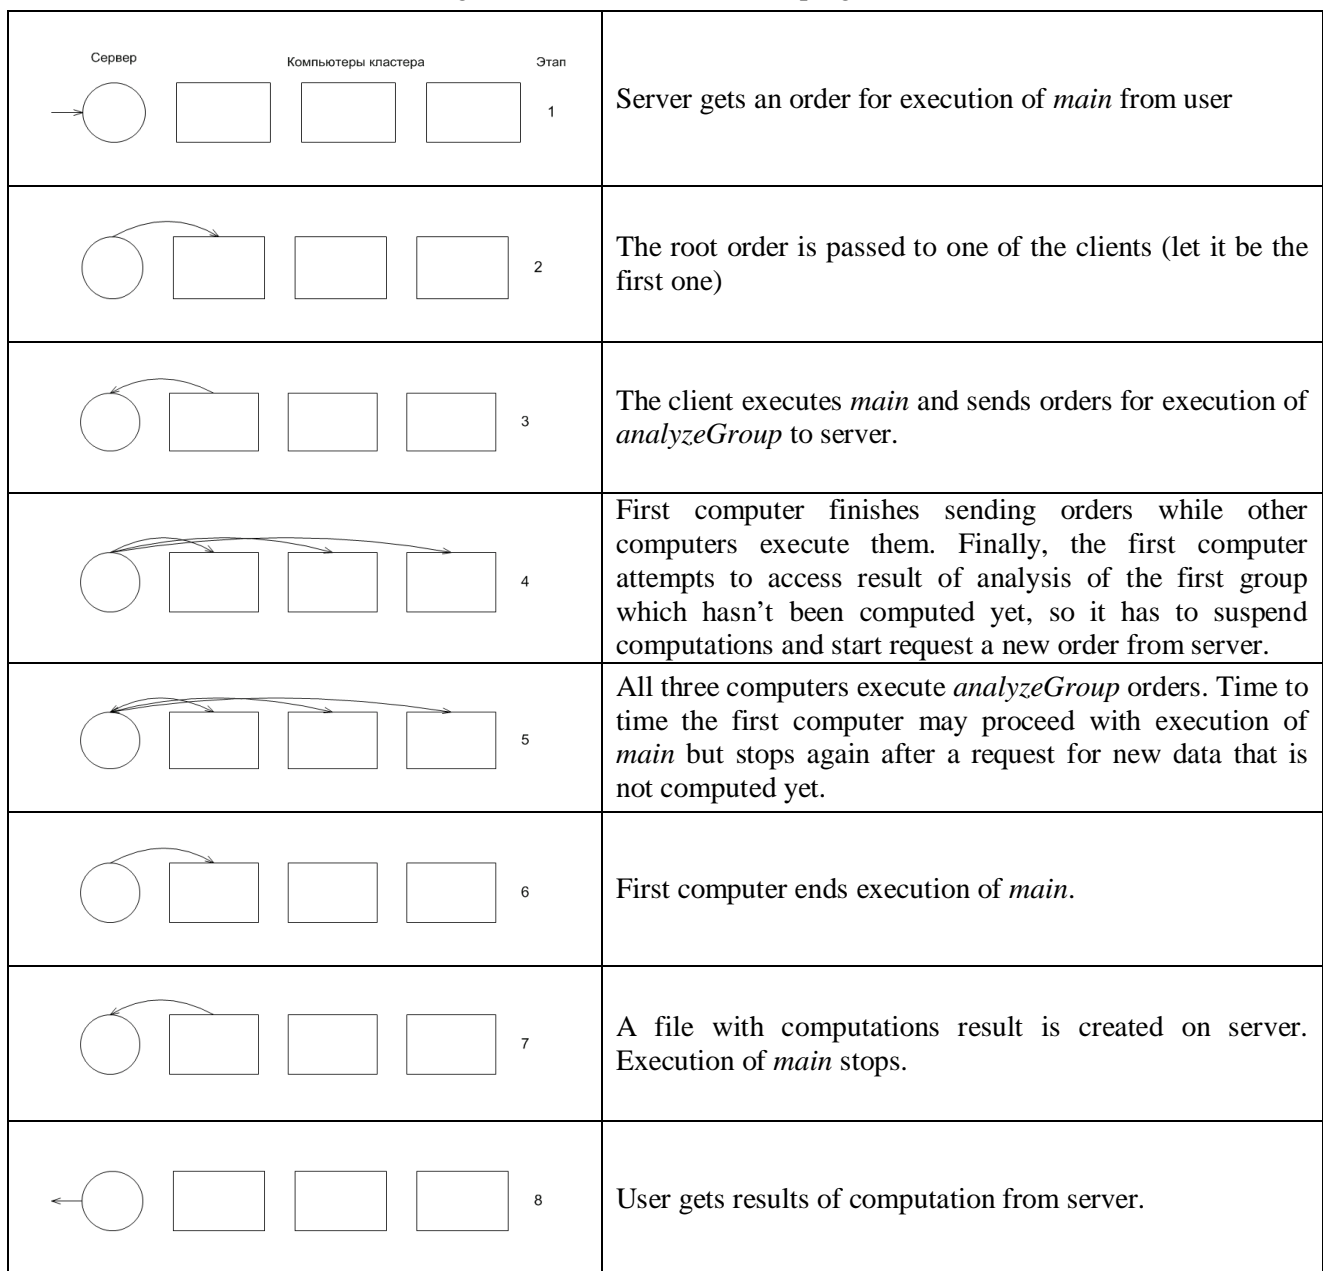 Сервер
Компьютеры кластера
Этап
1
Server gets an order for execution of main from user
2
The root order is passed to one of the clients (let it be the
first one)
3
The client executes main and sends orders for execution of
analyzeGroup to server.
4
First computer finishes sending orders while other
computers execute them. Finally, the first computer
attempts to access result of analysis of the first group
which hasn’t been computed yet, so it has to suspend
computations and start request a new order from server.
5
All three computers execute analyzeGroup orders. Time to
time the first computer may proceed with execution of
main but stops again after a request for new data that is
not computed yet.
6
First computer ends execution of main.
7
A file with computations result is created on server.
Execution of main stops.
8
User gets results of computation from server.